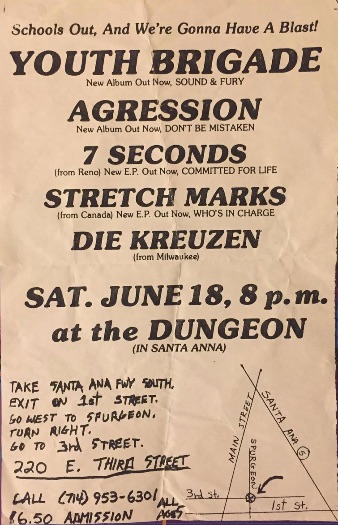 Schools Out, And We're Gonna Have A Blast!
YOUTH BRIGADE
New Album Out Now, SOUND & FURY
AGRESSION
New Album Out Now, DON'T BE MISTAKEN
7 SECONDS
(from Reno) New E.P. Out Now, COMMITTED FOR LIFE
STRETCH MARKS
(from Canada) New E.P. Out Now, WHO'S IN CHARGE
DIE KREUZEN
(from Milwaukee)
SAT. JUNE 18, 8 p.m.
at the DUNGEON
(IN SANTA ANNA)
TAKE SANTA ANA FWY SOUTH.
EXIT ON 1st STREET.
GO WEST TO SPURGEON.
TURN RIGHT.
GO TO 3rd STREET.
220 E. THIRD STREET
CALL (714) 953-6301
$6.50 ADMISSION
ALL AGES
MAIN STREET
SPURGEON
SANTA ANA 5
3rd st.
1st St.